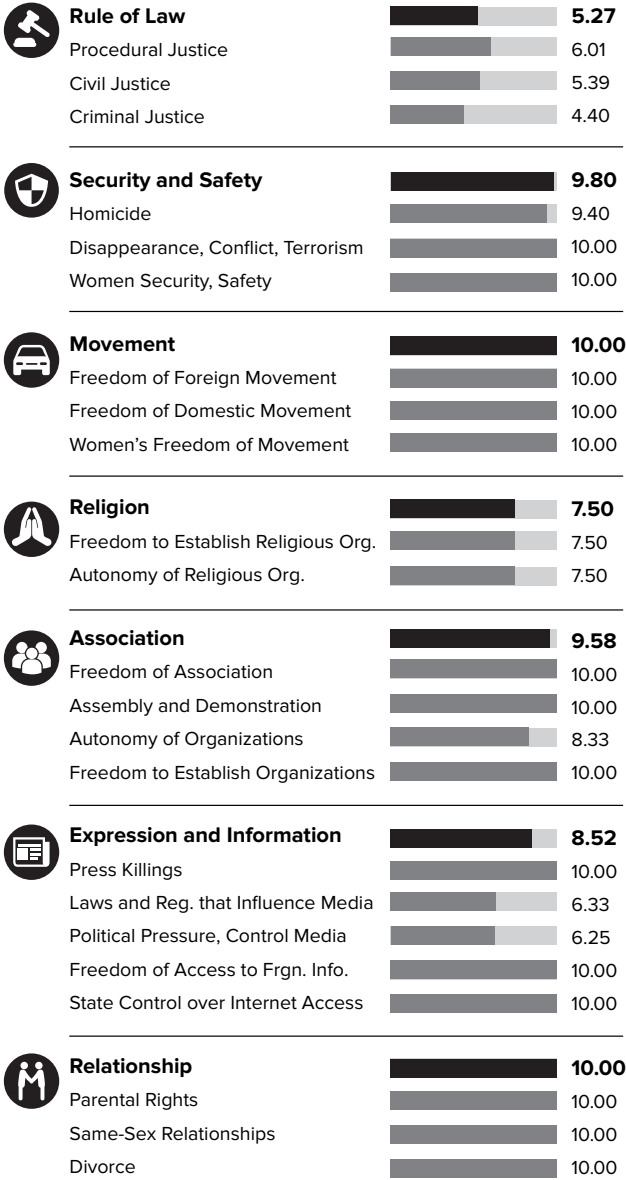 Rule of Law 5.27
Procedural Justice 6.01
Civil Justice 5.39
Criminal Justice 4.40
Security and Safety 9.80
Homicide 9.40
Disappearance, Conflict, Terrorism 10.00
Women Security, Safety 10.00
Movement 10.00
Freedom of Foreign Movement 10.00
Freedom of Domestic Movement 10.00
Women's Freedom of Movement 10.00
Religion 7.50
Freedom to Establish Religious Org. 7.50
Autonomy of Religious Org. 7.50
Association 9.58
Freedom of Association 10.00
Assembly and Demonstration 10.00
Autonomy of Organizations 8.33
Freedom to Establish Organizations 10.00
Expression and Information 8.52
Press Killings 10.00
Laws and Reg. that Influence Media 6.33
Political Pressure, Control Media 6.25
Freedom of Access to Frgn. Info. 10.00
State Control over Internet Access 10.00
Relationship 10.00
Parental Rights 10.00
Same-Sex Relationships 10.00
Divorce 10.00